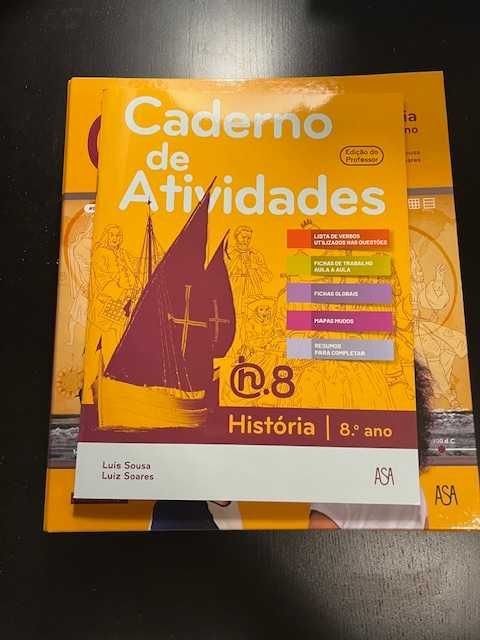 Caderno
de
Atividades
Edição do
Professor
LISTA DE VERBOS
UTILIZADOS NAS QUESTÕES
FICHAS DE TRABALHO
AULA A AULA
FICHAS GLOBAIS
MAPAS MUDOS
RESUMOS
PARA COMPLETAR
@h.8
História | 8.º ano
Luís Sousa
Luiz Soares
ASA
ASA